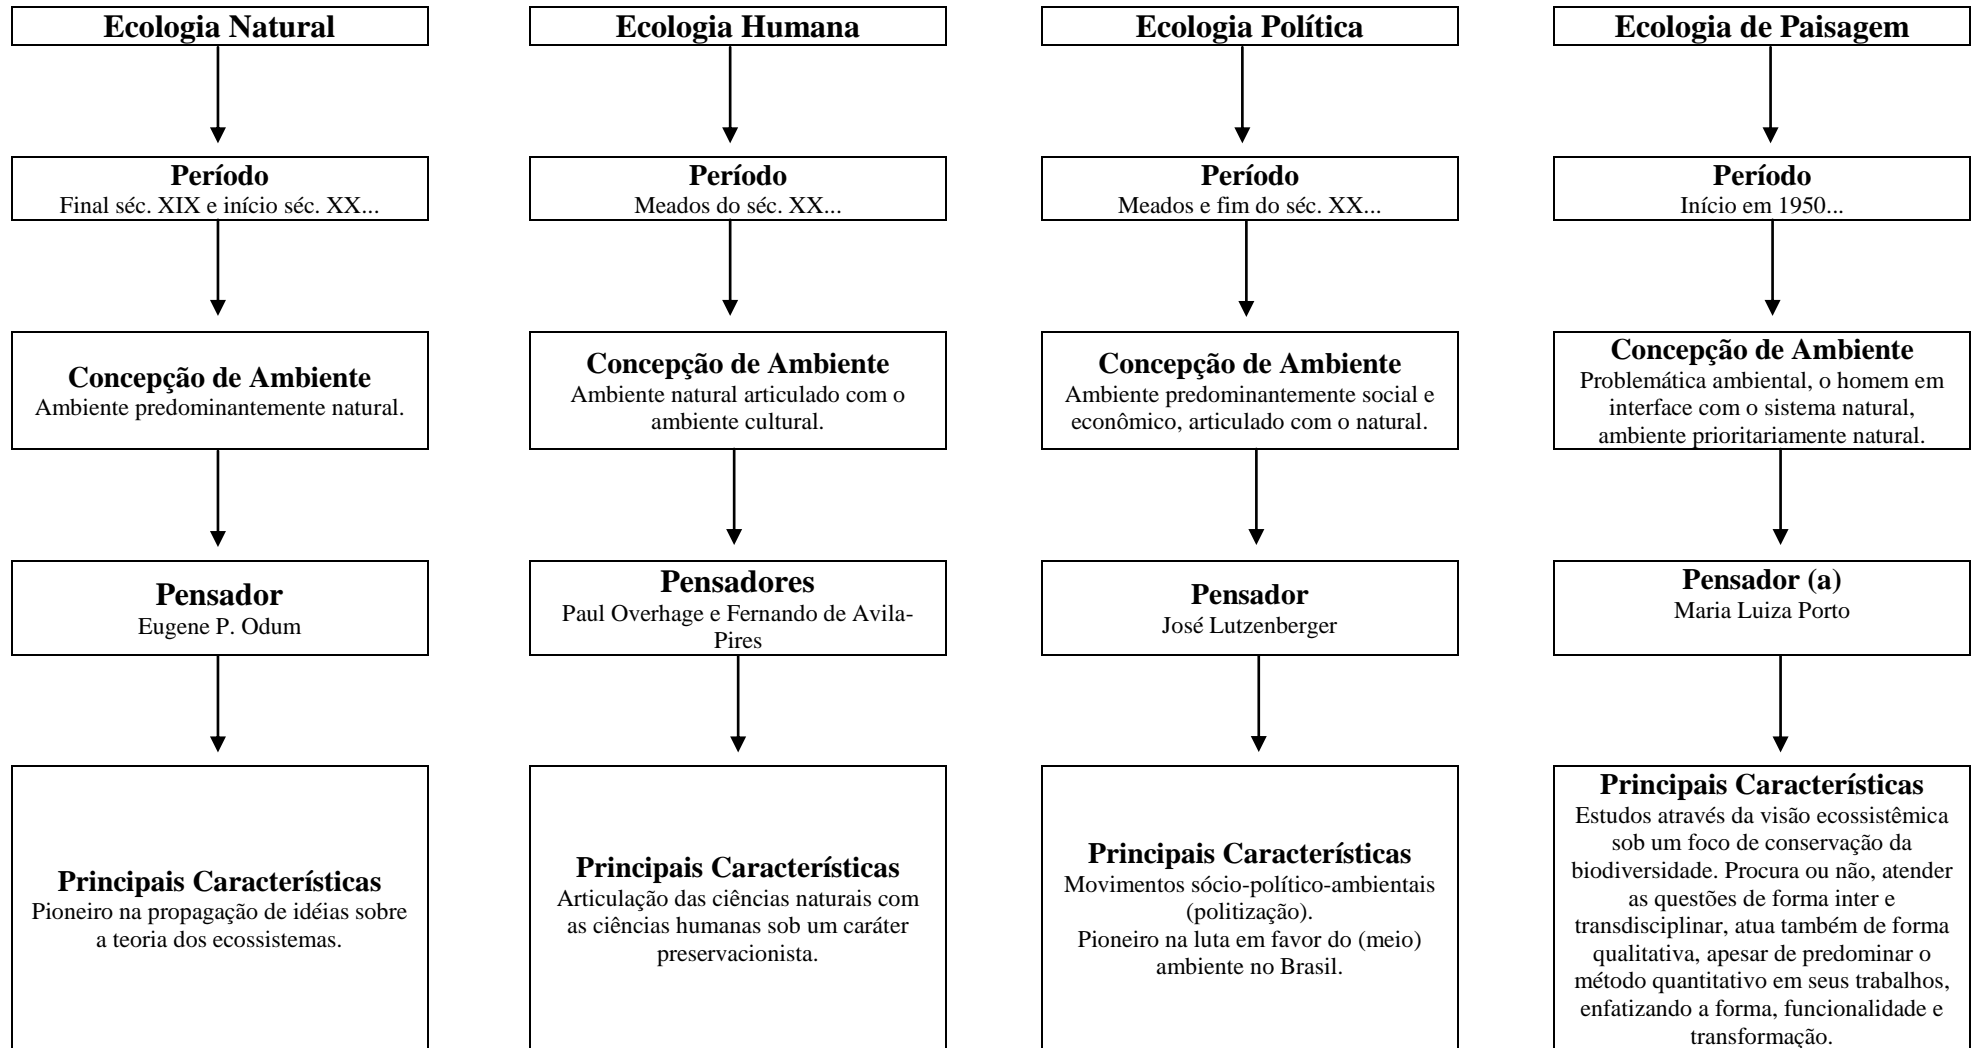 Ecologia Natural
Período
Final séc. XIX e início séc. XX...
Concepção de Ambiente
Ambiente predominantemente natural.
Pensador
Eugene P. Odum
Principais Características
Pioneiro na propagação de idéias sobre
a teoria dos ecossistemas.
Ecologia Humana
Período
Meados do séc. XX...
Concepção de Ambiente
Ambiente natural articulado com o
ambiente cultural.
Pensadores
Paul Overhage e Fernando de Avila-
Pires
Principais Características
Articulação das ciências naturais com
as ciências humanas sob um caráter
preservacionista.
Ecologia Política
Período
Meados e fim do séc. XX...
Concepção de Ambiente
Ambiente predominantemente social e
econômico, articulado com o natural.
Pensador
José Lutzenberger
Principais Características
Movimentos sócio-político-ambientais
(politização).
Pioneiro na luta em favor do (meio)
ambiente no Brasil.
Ecologia de Paisagem
Período
Início em 1950...
Concepção de Ambiente
Problemática ambiental, o homem em
interface com o sistema natural,
ambiente prioritariamente natural.
Pensador (a)
Maria Luiza Porto
Principais Características
Estudos através da visão ecossistêmica
sob um foco de conservação da
biodiversidade. Procura ou não, atender
as questões de forma inter e
transdisciplinar, atua também de forma
qualitativa, apesar de predominar o
método quantitativo em seus trabalhos,
enfatizando a forma, funcionalidade e
transformação.